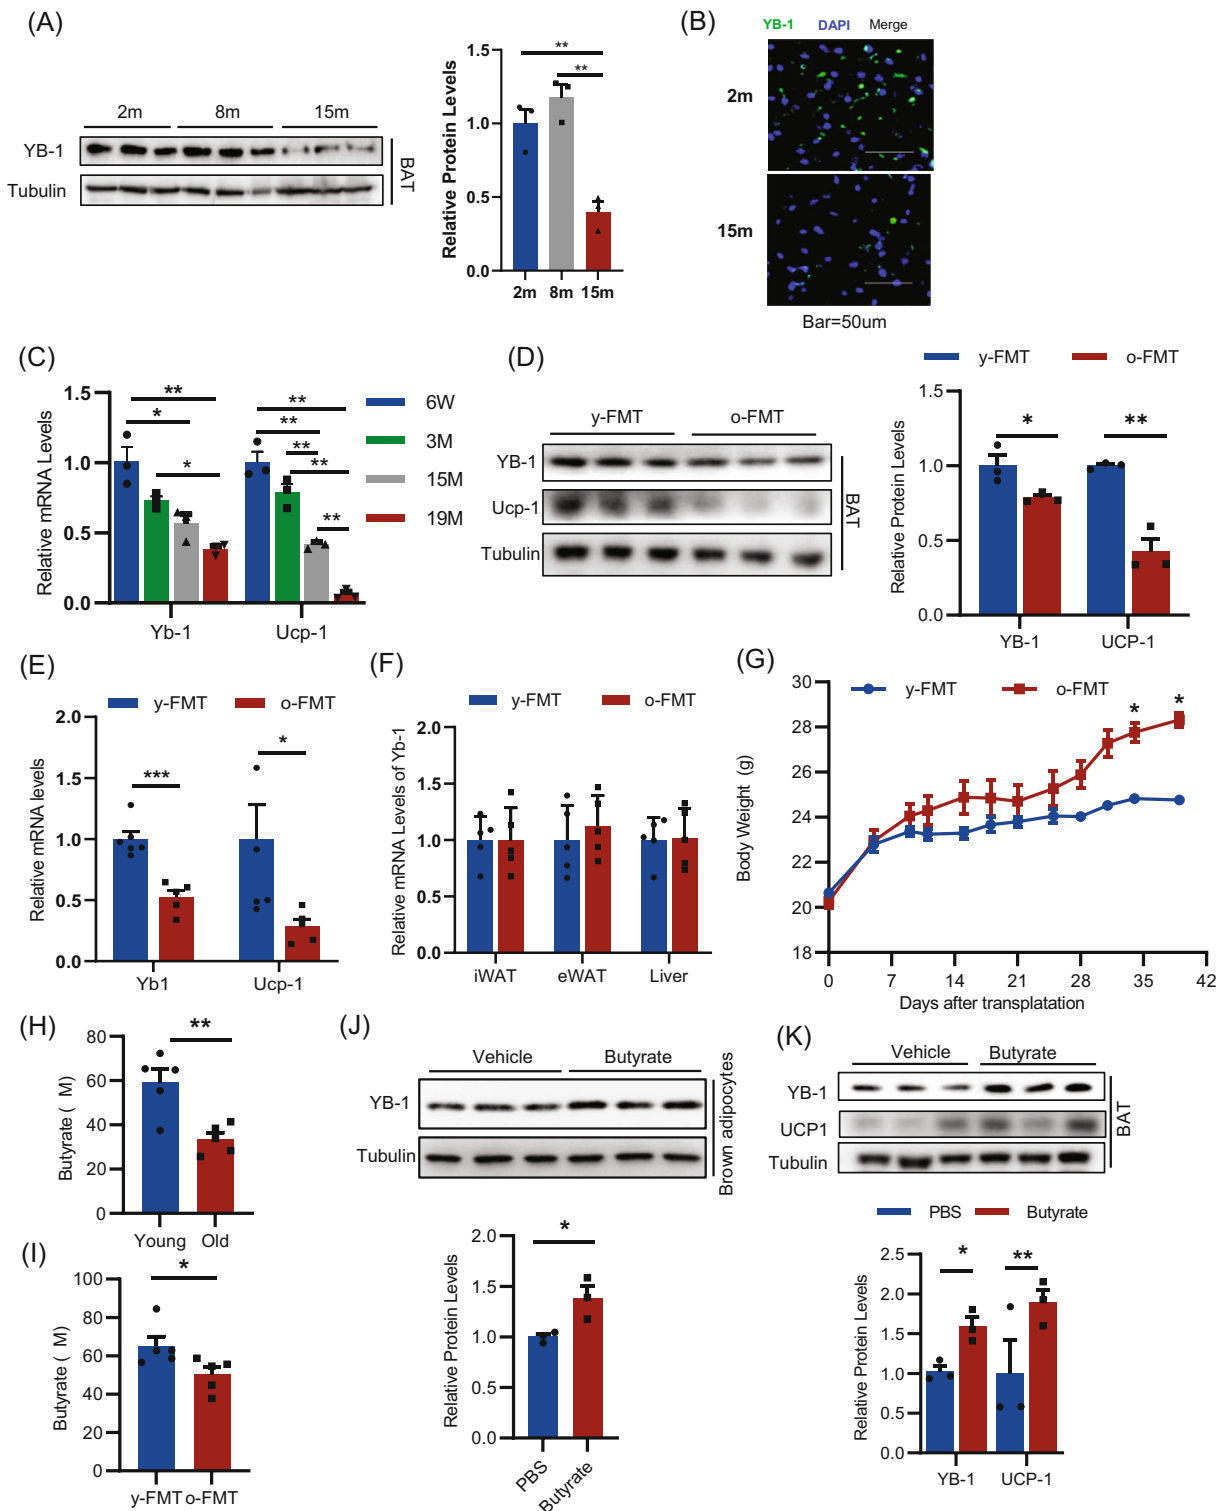 (A)
2m 8m 15m
YB-1
Tubulin
BAT
Relative Protein Levels
1.5
1.0
0.5
0.0
** 
**
2m 8m 15m
(B)
YB-1 DAPI Merge
2m
15m
Bar=50um
(C)
Relative mRNA Levels
1.5
1.0
0.5
0.0
**
*
*
**
**
**
**
**
6W
3M
15M
19M
Yb-1 Ucp-1
(D)
y-FMT o-FMT
YB-1
Ucp-1
Tubulin
BAT
y-FMT o-FMT
Relative Protein Levels
1.5
1.0
0.5
0.0
* **
YB-1 UCP-1
(E)
y-FMT o-FMT
Relative mRNA levels
2.0
1.5
1.0
0.5
0.0
*** *
Yb1 Ucp-1
(F)
y-FMT o-FMT
Relative mRNA Levels of Yb-1
2.0
1.5
1.0
0.5
0.0
iWAT eWAT Liver
(G)
y-FMT o-FMT
Body Weight (g)
30
28
26
24
22
20
18
* *
0 7 14 21 28 35 42
Days after transplatation
(H)
Butyrate ( M)
80
60
40
20
0
**
Young Old
(I)
Butyrate ( M)
100
80
60
40
20
0
*
y-FMT o-FMT
(J)
Vehicle Butyrate
YB-1
Tubulin
Brown adipocytes
Relative Protein Levels
2.0
1.5
1.0
0.5
0.0
*
PBS Butyrate
(K)
Vehicle Butyrate
YB-1
UCP1
Tubulin
BAT
PBS Butyrate
Relative Protein Levels
2.5
2.0
1.5
1.0
0.5
0.0
* **
YB-1 UCP-1